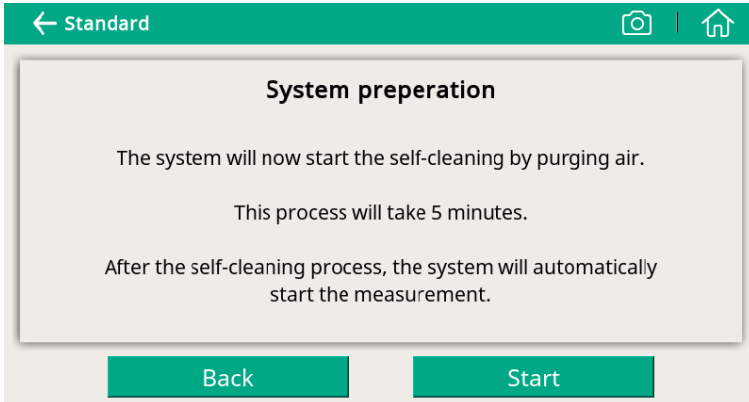 Standard
System preperation
The system will now start the self-cleaning by purging air.
This process will take 5 minutes.
After the self-cleaning process, the system will automatically
start the measurement.
Back
Start